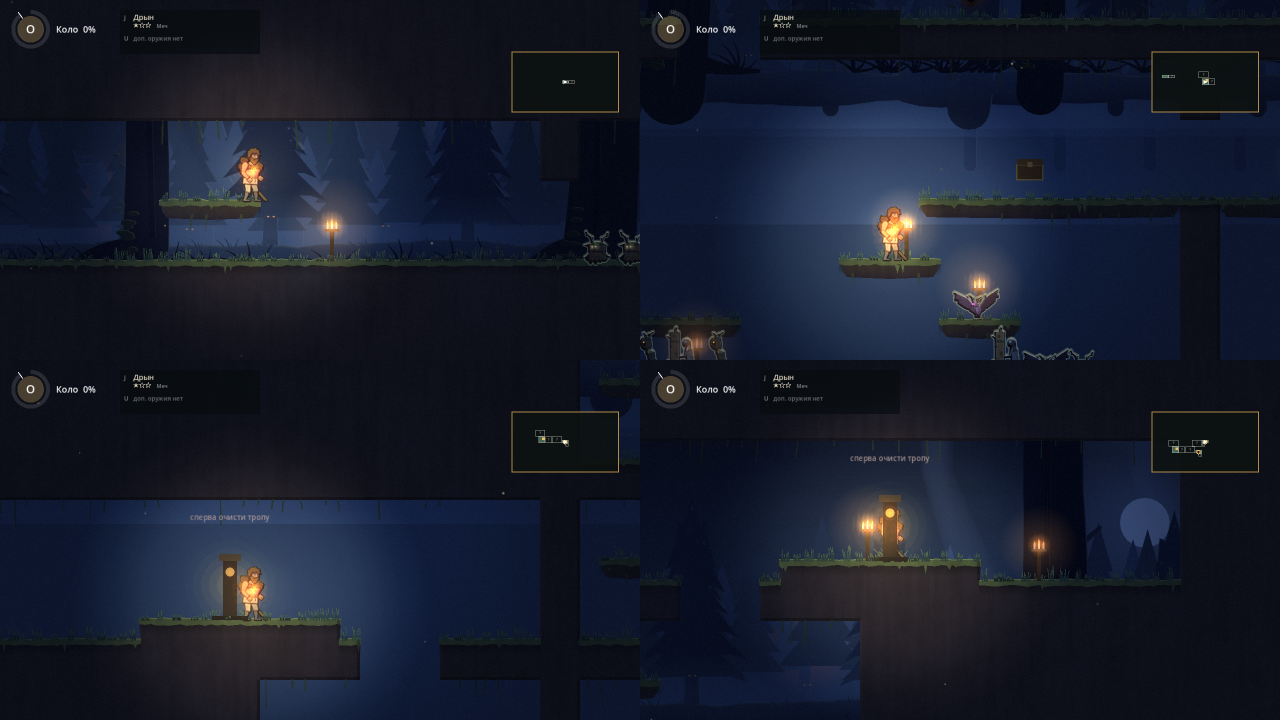 O
Коло 0%
J Дрын
★☆☆ Меч
U доп. оружия нет
O
Коло 0%
J Дрын
★☆☆ Меч
U доп. оружия нет
O
Коло 0%
J Дрын
★☆☆ Меч
U доп. оружия нет
сперва очисти тропу
O
Коло 0%
J Дрын
★☆☆ Меч
U доп. оружия нет
сперва очисти тропу